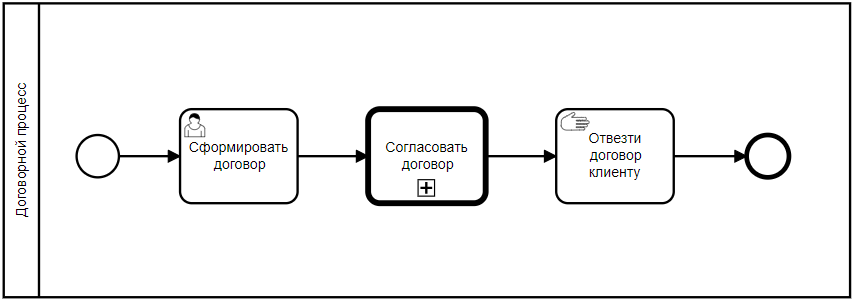 Договорной процесс
Сформировать
договор
Согласовать
договор
Отвезти
договор
клиенту